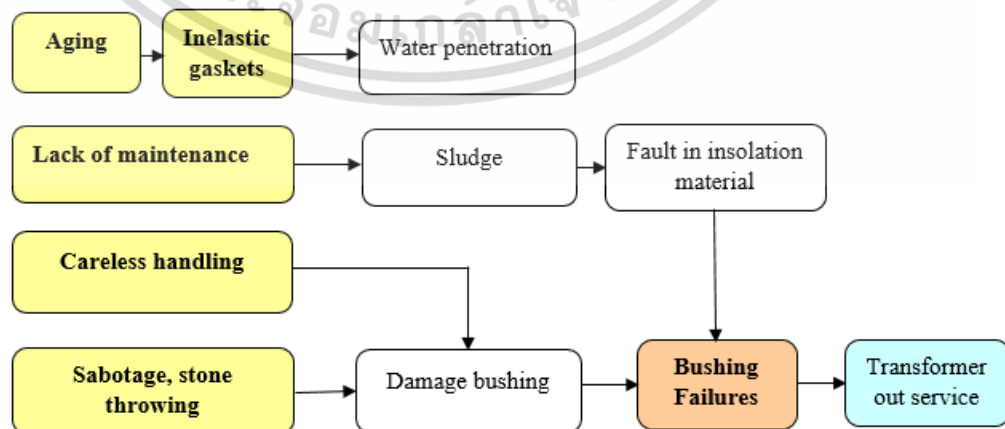 Aging
Inelastic
gaskets
Water penetration
Lack of maintenance
Sludge
Fault in insolation
material
Careless handling
Sabotage, stone
throwing
Damage bushing
Bushing
Failures
Transformer
out service